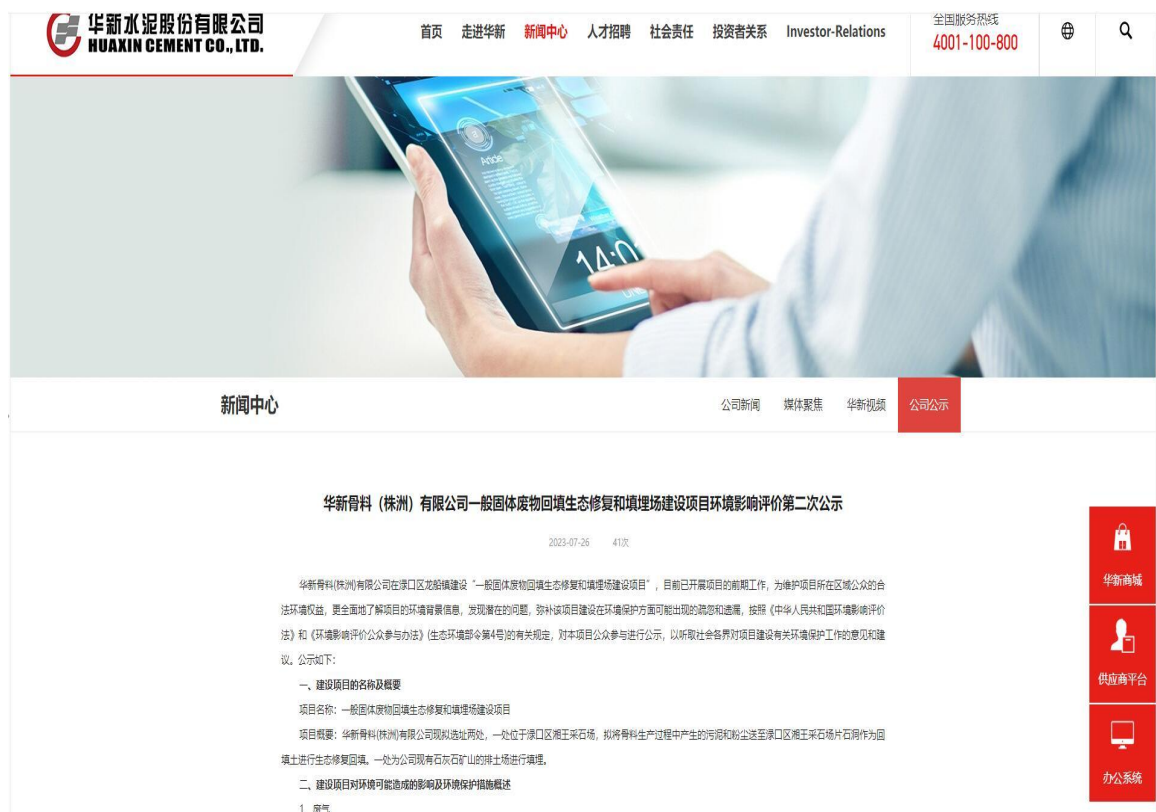 华新水泥股份有限公司
HUAXIN CEMENT CO., LTD.
首页 走进华新 新闻中心 人才招聘 社会责任 投资者关系 Investor-Relations
全国服务热线
4001-100-800
Article
14:0
新闻中心
公司新闻 媒体聚焦 华新视频 公司公示
华新骨料（株洲）有限公司一般固体废物回填生态修复和填埋场建设项目环境影响评价第二次公示
2023-07-26 41次
华新骨料(株洲)有限公司在渌口区龙船镇建设“一般固体废物回填生态修复和填埋场建设项目”，目前已开展项目的前期工作，为维护项目所在区域公众的合
法环境权益，更全面地了解项目的环境背景信息，发现潜在的问题，弥补该项目建设在环境保护方面可能出现的疏忽和遗漏，按照《中华人民共和国环境影响评价
法》和《环境影响评价公众参与办法》(生态环境部令第4号)的有关规定，对本项目公众参与进行公示，以听取社会各界对项目建设有关环境保护工作的意见和建
议。公示如下：
一、建设项目的名称及概要
项目名称：一般固体废物回填生态修复和填埋场建设项目
项目概要：华新骨料(株洲)有限公司现拟选址两处，一处位于渌口区湘王采石场，拟将骨料生产过程中产生的污泥和粉尘送至渌口区湘王采石场片石洞作为回
填土进行生态修复回填。一处为公司现有石灰石矿山的排土场进行填埋。
二、建设项目对环境可能造成的影响及环境保护措施概述
1、废气
华新商城
供应商平台
办公系统